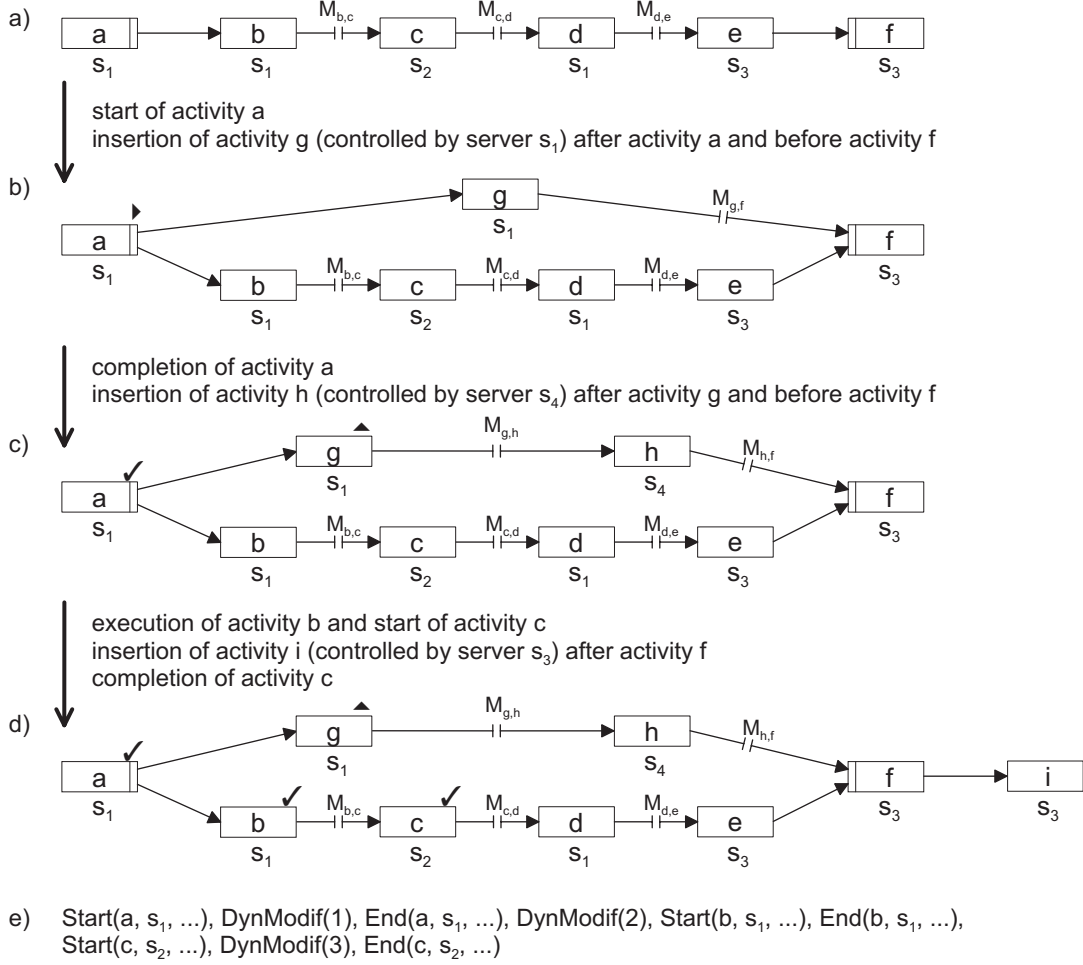 a) a b c d e f
M_b,c M_c,d M_d,e
s₁ s₁ s₂ s₁ s₃ s₃
start of activity a
insertion of activity g (controlled by server s₁) after activity a and before activity f
b) g
s₁
M_g,f
a f
s₁ s₃
M_b,c M_c,d M_d,e
b c d e
s₁ s₂ s₁ s₃
completion of activity a
insertion of activity h (controlled by server s₄) after activity g and before activity f
c) g M_g,h h M_h,f
s₁ s₄
a f
s₁ s₃
M_b,c M_c,d M_d,e
b c d e
s₁ s₂ s₁ s₃
execution of activity b and start of activity c
insertion of activity i (controlled by server s₃) after activity f
completion of activity c
d) g M_g,h h M_h,f
s₁ s₄
a f i
s₁ s₃ s₃
M_b,c M_c,d M_d,e
b c d e
s₁ s₂ s₁ s₃
e) Start(a, s₁, ...), DynModif(1), End(a, s₁, ...), DynModif(2), Start(b, s₁, ...), End(b, s₁, ...),
Start(c, s₂, ...), DynModif(3), End(c, s₂, ...)